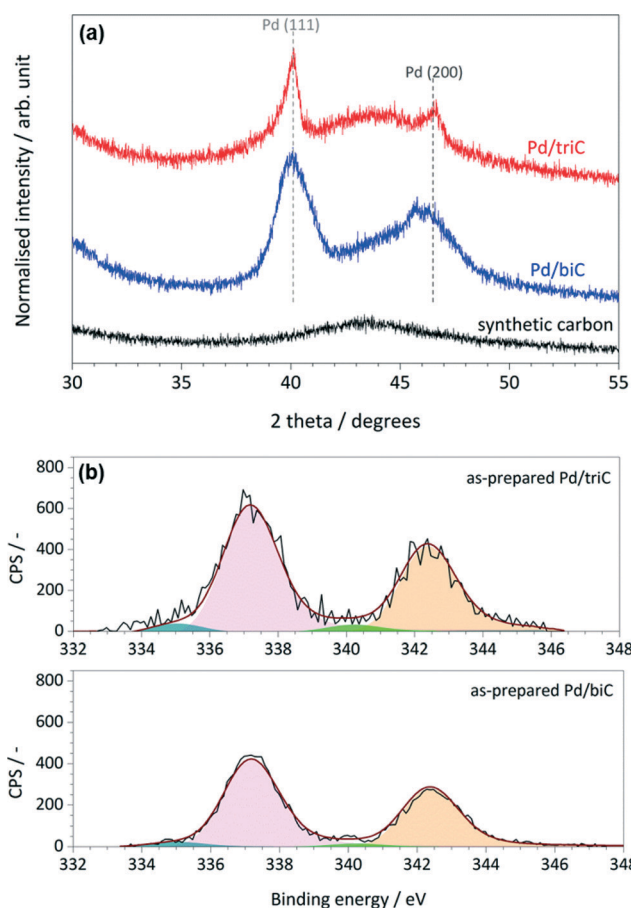 (a)
Pd (111)
Pd (200)
Normalised intensity / arb. unit
Pd/triC
Pd/biC
synthetic carbon
30 35 40 45 50 55
2 theta / degrees
(b)
as-prepared Pd/triC
800
600
400
200
0
CPS / -
332 334 336 338 340 342 344 346 348
as-prepared Pd/biC
800
600
400
200
0
CPS / -
332 334 336 338 340 342 344 346 348
Binding energy / eV